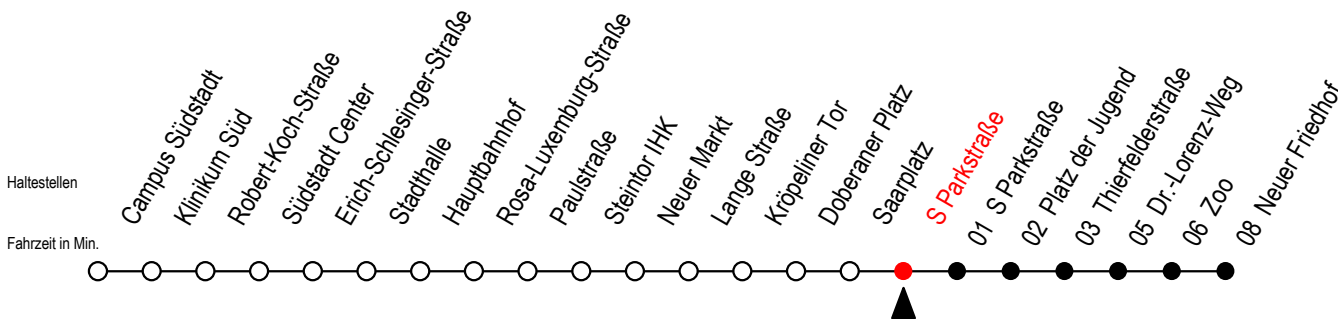 Haltestellen
Campus Südstadt
Klinikum Süd
Robert-Koch-Straße
Südstadt Center
Erich-Schlesinger-Straße
Stadthalle
Hauptbahnhof
Rosa-Luxemburg-Straße
Paulstraße
Steintor IHK
Neuer Markt
Lange Straße
Kröpeliner Tor
Doberaner Platz
Saarplatz
S Parkstraße
01 S Parkstraße
02 Platz der Jugend
03 Thierfelderstraße
05 Dr.-Lorenz-Weg
06 Zoo
08 Neuer Friedhof
Fahrzeit in Min.